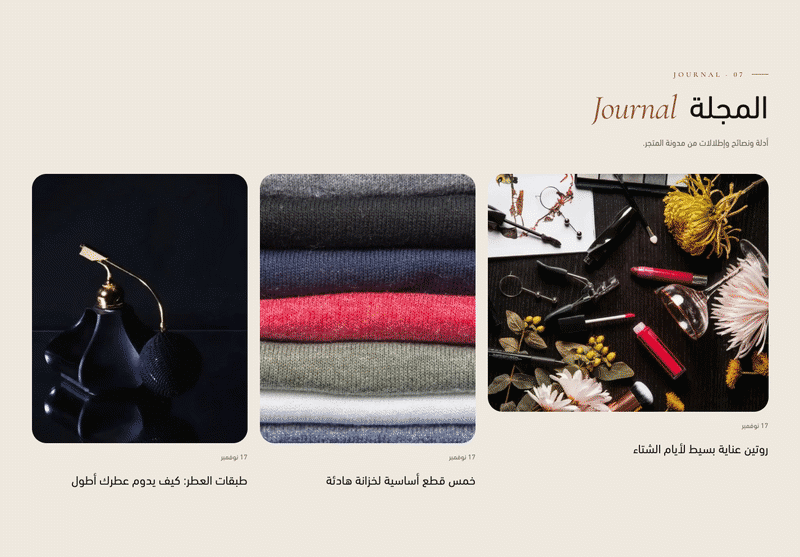 JOURNAL · 07
المجلة Journal
أدلة ونصائح وإطلالات من مدونة المتجر.
17 نوفمبر
روتين عناية بسيط لأيام الشتاء
17 نوفمبر
خمس قطع أساسية لخزانة هادئة
17 نوفمبر
طبقات العطر: كيف يدوم عطرك أطول